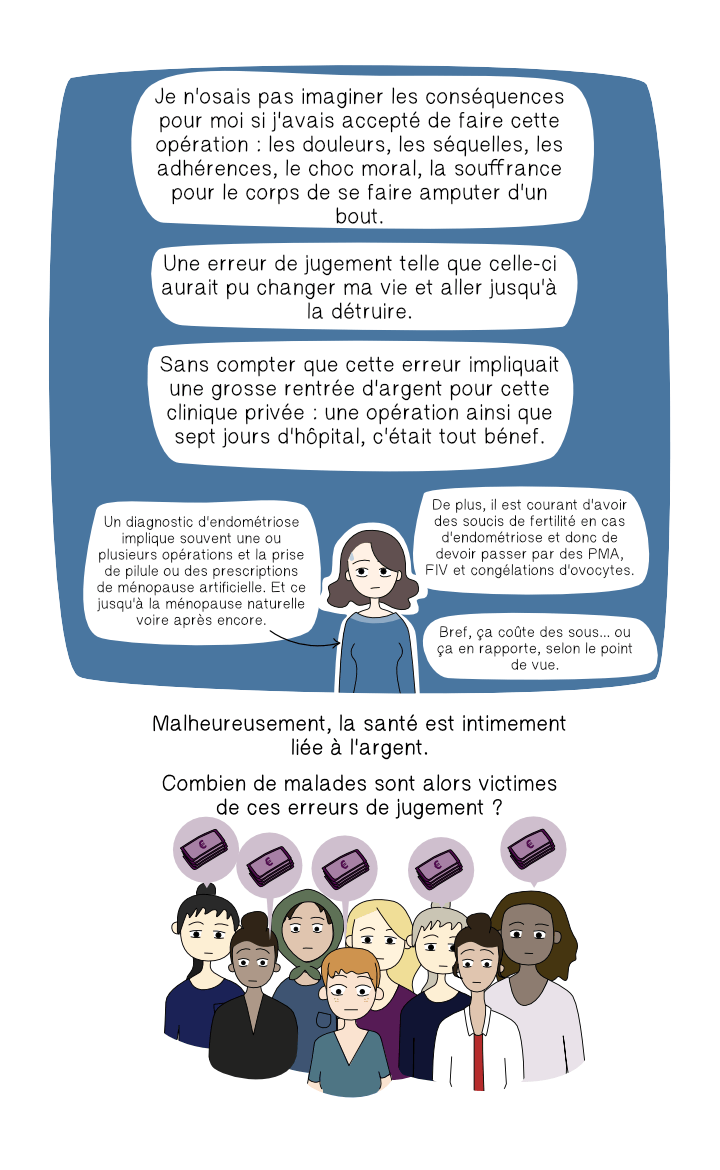 Je n'osais pas imaginer les conséquences
pour moi si j'avais accepté de faire cette
opération : les douleurs, les séquelles, les
adhérences, le choc moral, la souffrance
pour le corps de se faire amputer d'un
bout.
Une erreur de jugement telle que celle-ci
aurait pu changer ma vie et aller jusqu'à
la détruire.
Sans compter que cette erreur impliquait
une grosse rentrée d'argent pour cette
clinique privée : une opération ainsi que
sept jours d'hôpital, c'était tout bénef.
Un diagnostic d'endométriose
implique souvent une ou
plusieurs opérations et la prise
de pilule ou des prescriptions
de ménopause artificielle. Et ce
jusqu'à la ménopause naturelle
voire après encore.
De plus, il est courant d'avoir
des soucis de fertilité en cas
d'endométriose et donc de
devoir passer par des PMA,
FIV et congélations d'ovocytes.
Bref, ça coûte des sous... ou
ça en rapporte, selon le point
de vue.
Malheureusement, la santé est intimement
liée à l'argent.
Combien de malades sont alors victimes
de ces erreurs de jugement ?
€
€
€
€
€